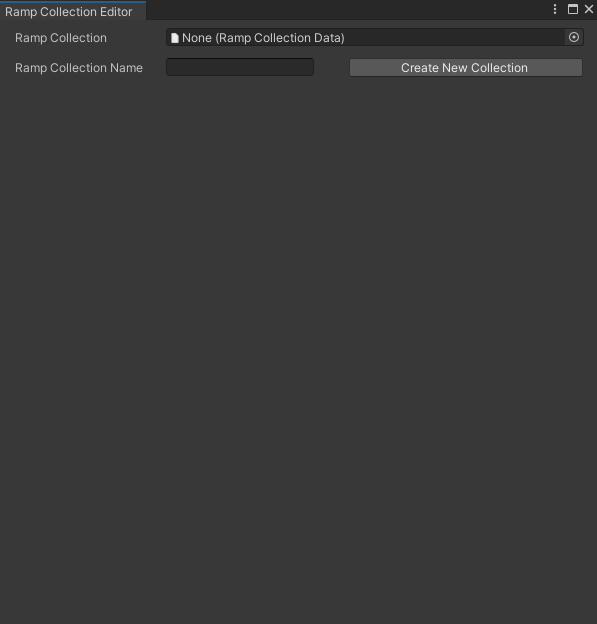 Ramp Collection Editor
Ramp Collection None (Ramp Collection Data)
Ramp Collection Name Create New Collection